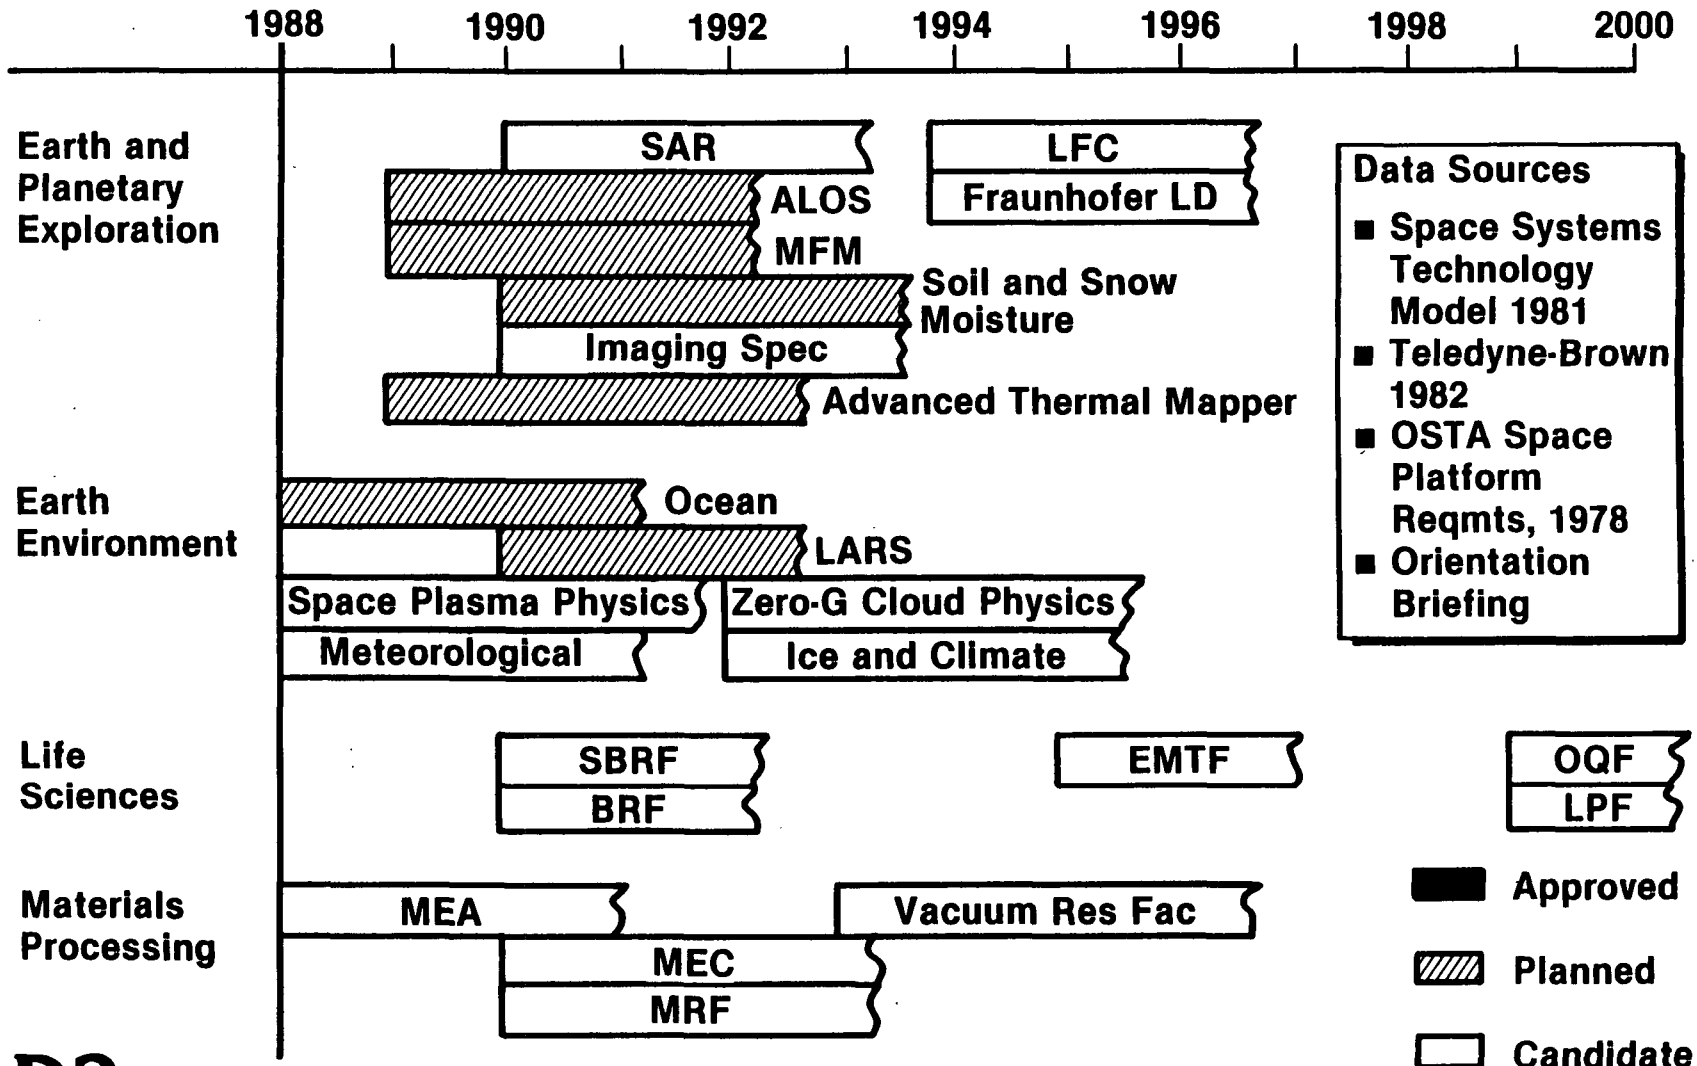 1988 1990 1992 1994 1996 1998 2000
Earth and
Planetary
Exploration
SAR
LFC
ALOS
Fraunhofer LD
MFM
Soil and Snow
Moisture
Imaging Spec
Advanced Thermal Mapper
Data Sources
■ Space Systems
Technology
Model 1981
■ Teledyne-Brown
1982
■ OSTA Space
Platform
Reqmts, 1978
■ Orientation
Briefing
Earth
Environment
Ocean
LARS
Space Plasma Physics
Zero-G Cloud Physics
Meteorological
Ice and Climate
Life
Sciences
SBRF
EMTF
OQF
BRF
LPF
Materials
Processing
MEA
Vacuum Res Fac
MEC
MRF
Approved
Planned
Candidate